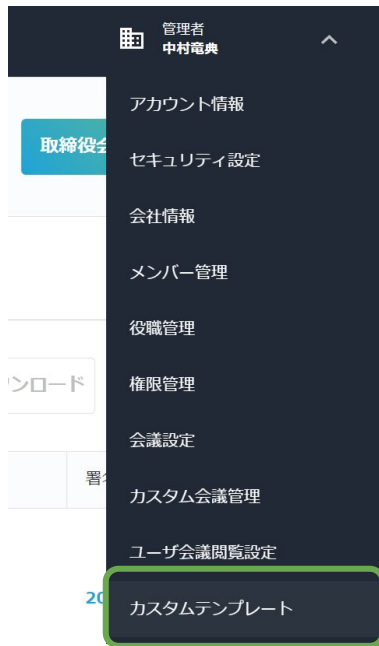 管理者
中村竜典
アカウント情報
取締役会
セキュリティ設定
会社情報
メンバー管理
役職管理
ンロード
権限管理
会議設定
署
カスタム会議管理
ユーザ会議閲覧設定
20
カスタムテンプレート